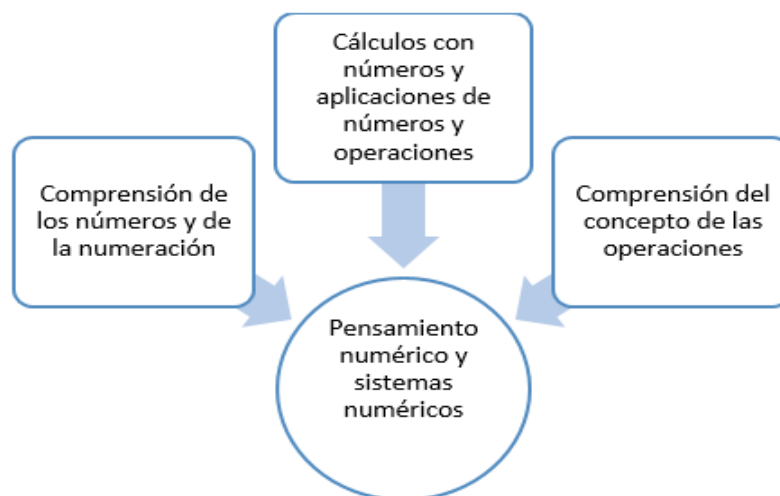 Cálculos con
números y
aplicaciones de
números y
operaciones
Comprensión de
los números y de
la numeración
Comprensión del
concepto de las
operaciones
Pensamiento
numérico y
sistemas
numéricos